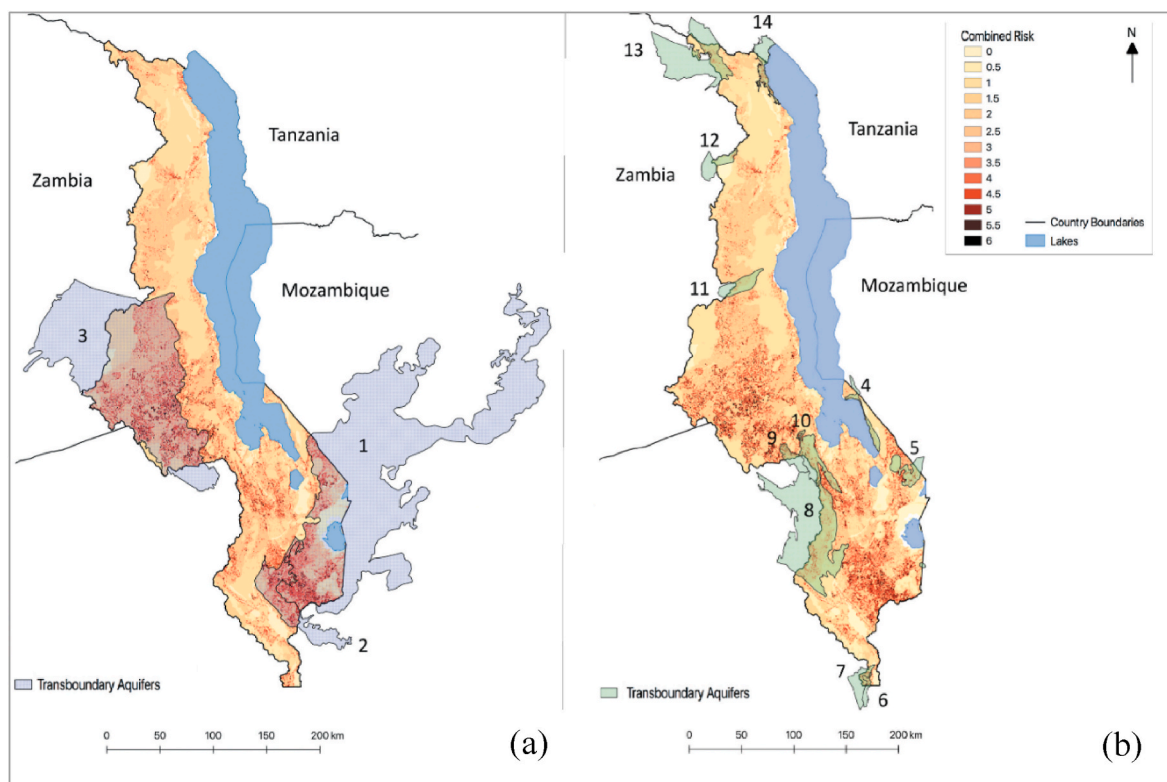 Tanzania
Zambia
Mozambique
3
1
2
Transboundary Aquifers
0 50 100 150 200 km
(a)
14
13
Tanzania
12
Zambia
Mozambique
11
4
10
9
5
8
7
6
Combined Risk
0
0.5
1
1.5
2
2.5
3
3.5
4
4.5
5
5.5
6
N
Country Boundaries
Lakes
Transboundary Aquifers
0 50 100 150 200 km
(b)